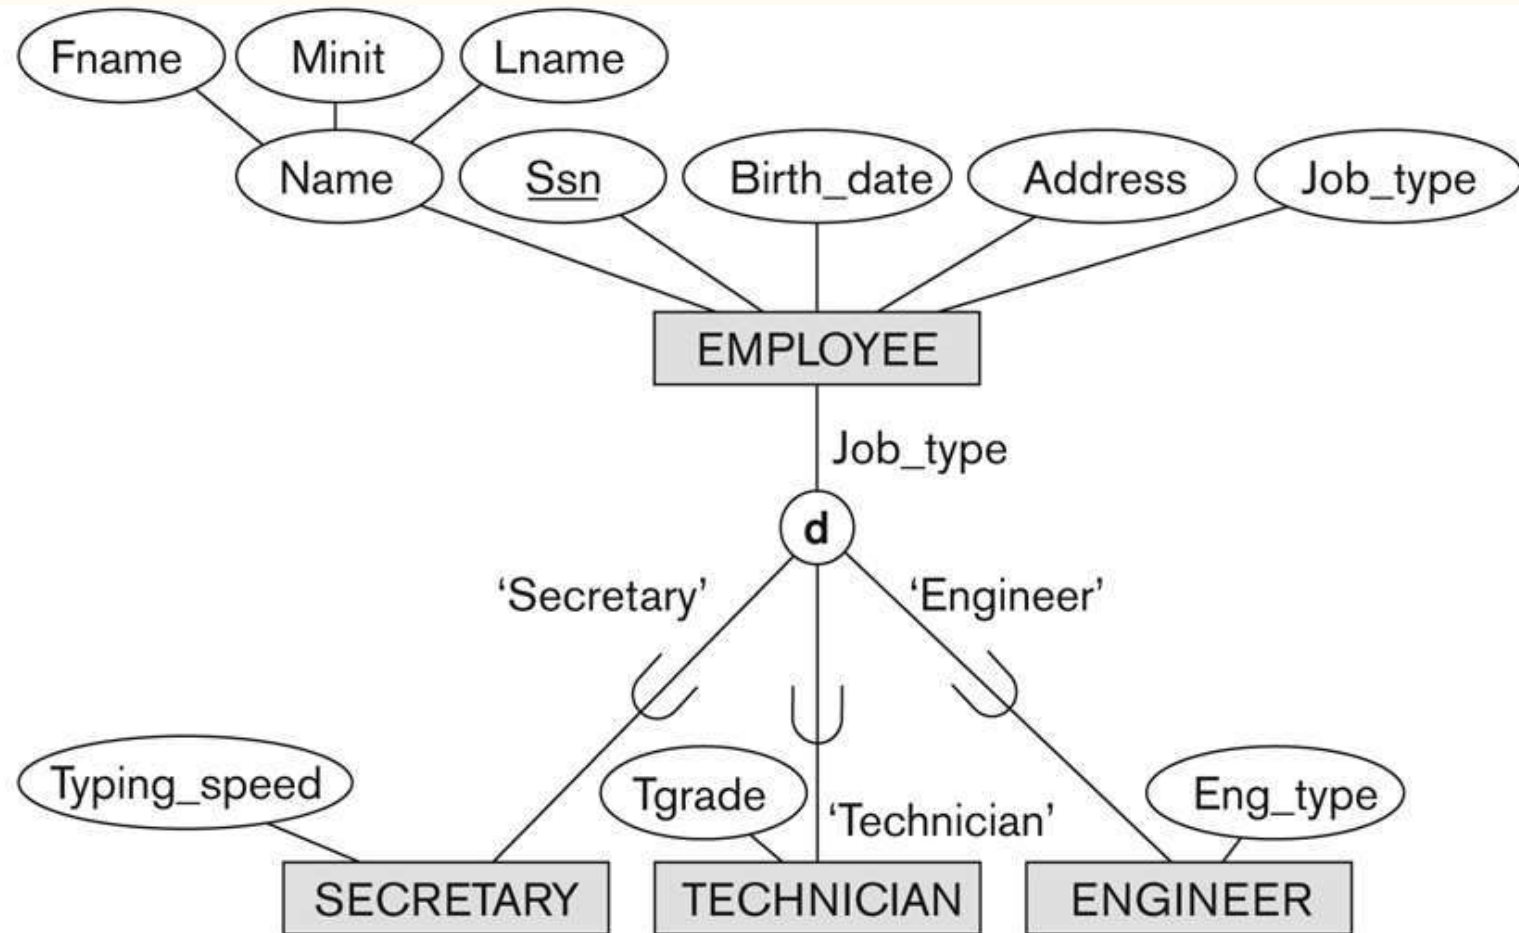 Fname Minit Lname
Name Ssn Birth_date Address Job_type
EMPLOYEE
Job_type
d
‘Secretary’ ‘Engineer’
Typing_speed Tgrade Eng_type
‘Technician’
SECRETARY TECHNICIAN ENGINEER